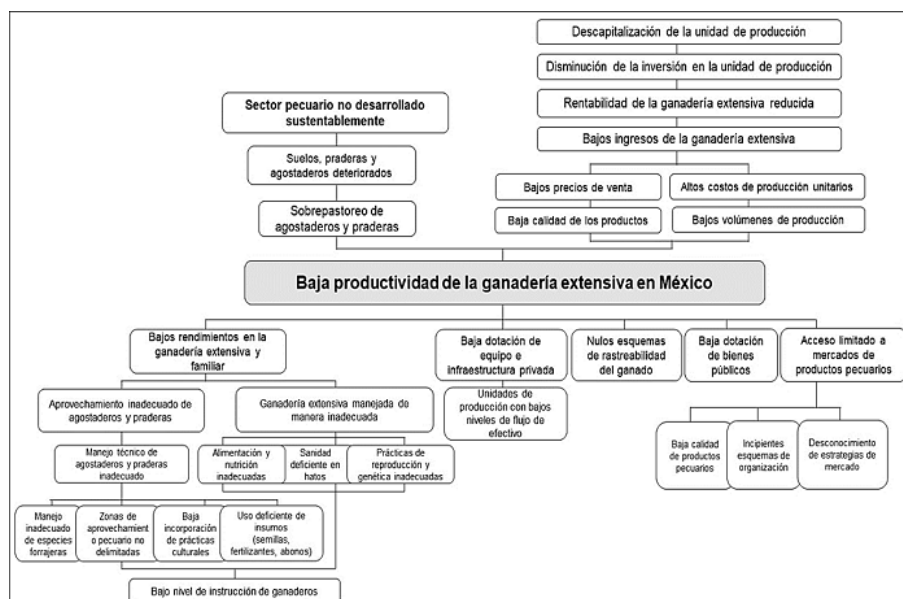 Descapitalización de la unidad de producción
Disminución de la inversión en la unidad de producción
Rentabilidad de la ganadería extensiva reducida
Bajos ingresos de la ganadería extensiva
Bajos precios de venta
Altos costos de producción unitarios
Baja calidad de los productos
Bajos volúmenes de producción
Sector pecuario no desarrollado
sustentablemente
Suelos, praderas y
agostaderos deteriorados
Sobrepastoreo de
agostaderos y praderas
Baja productividad de la ganadería extensiva en México
Bajos rendimientos en la
ganadería extensiva y
familiar
Baja dotación de
equipo e
infraestructura privada
Nulos esquemas
de rastreabilidad
del ganado
Baja dotación
de bienes
públicos
Acceso limitado a
mercados de
productos pecuarios
Aprovechamiento inadecuado de
agostaderos y praderas
Ganadería extensiva manejada de
manera inadecuada
Unidades de
producción con bajos
niveles de flujo de
efectivo
Manejo técnico de
agostaderos y praderas
inadecuado
Alimentación y
nutrición
inadecuadas
Sanidad
deficiente en
hatos
Prácticas de
reproducción y
genética inadecuadas
Baja calidad
de productos
pecuarios
Incipientes
esquemas de
organización
Desconocimiento
de estrategias de
mercado
Manejo
inadecuado
de especies
forrajeras
Zonas de
aprovechamient
o pecuario no
delimitadas
Baja
incorporación
de prácticas
culturales
Uso deficiente de
insumos
(semillas,
fertilizantes, abonos)
Bajo nivel de instrucción de ganaderos